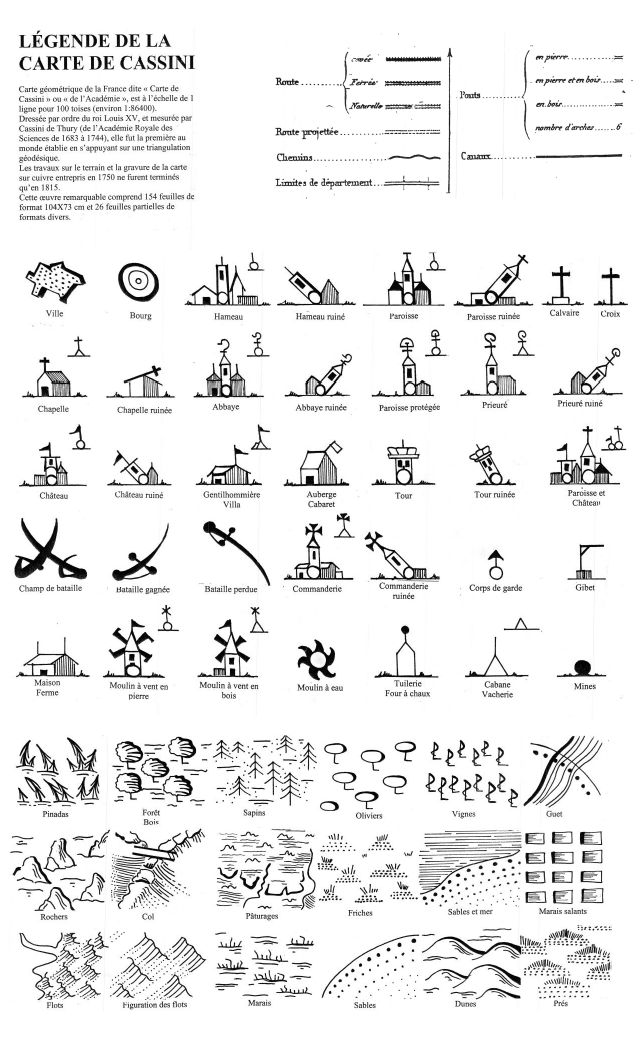 LÉGENDE DE LA
CARTE DE CASSINI
Carte géométrique de la France dite « Carte de
Cassini » ou « de l'Académie », est à l'échelle de 1
ligne pour 100 toises (environ 1:86400).
Dressée par ordre du roi Louis XV, et mesurée par
Cassini de Thury (de l'Académie Royale des
Sciences de 1683 à 1744), elle fut la première au
monde établie en s'appuyant sur une triangulation
géodésique.
Les travaux sur le terrain et la gravure de la carte
sur cuivre entrepris en 1750 ne furent terminés
qu'en 1815.
Cette œuvre remarquable comprend 154 feuilles de
format 104X73 cm et 26 feuilles partielles de
formats divers.
Route
Ferrée
Naturelle
Route projettée
Chemins
Limites de département
Ponts
en pierre
en pierre et en bois
en bois
nombre d'arches 6
Canaux
Ville Bourg Hameau Hameau ruiné Paroisse Paroisse ruinée Calvaire Croix
Chapelle Chapelle ruinée Abbaye Abbaye ruinée Paroisse protégée Prieuré Prieuré ruiné
Château Château ruiné Gentilhommière Auberge Tour Tour ruinée Paroisse et
Villa Cabaret Château
Champ de bataille Bataille gagnée Bataille perdue Commanderie Commanderie Corps de garde Gibet
ruinée
Maison Moulin à vent en Moulin à vent en Moulin à eau Tuilerie Cabane Mines
Ferme pierre bois Four à chaux Vacherie
Pinadas Forêt Sapins Oliviers Vignes Guet
Bois
Rochers Col Pâturages Friches Sables et mer Marais salants
Flots Figuration des flots Marais Sables Dunes Prés